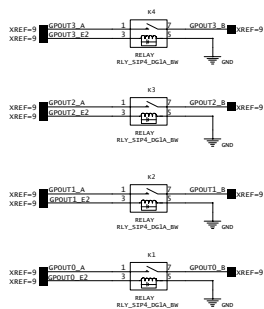 K4
XREF=9 GPOUT3_A 1 7 GPOUT3_B XREF=9
XREF=9 GPOUT3_E2 3 5
RELAY GND
RLY_SIP4_DG1A_BW
K3
XREF=9 GPOUT2_A 1 7 GPOUT2_B XREF=9
XREF=9 GPOUT2_E2 3 5
RELAY GND
RLY_SIP4_DG1A_BW
K2
XREF=9 GPOUT1_A 1 7 GPOUT1_B XREF=9
XREF=9 GPOUT1_E2 3 5
RELAY GND
RLY_SIP4_DG1A_BW
K1
XREF=9 GPOUT0_A 1 7 GPOUT0_B XREF=9
XREF=9 GPOUT0_E2 3 5
RELAY GND
RLY_SIP4_DG1A_BW